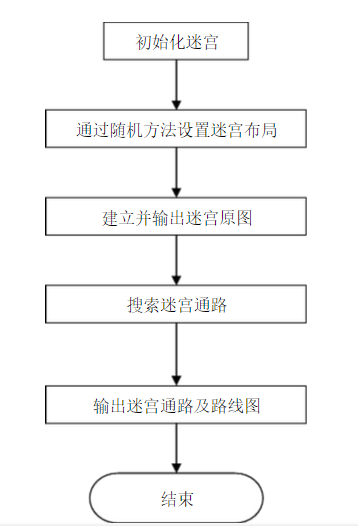 初始化迷宫
通过随机方法设置迷宫布局
建立并输出迷宫原图
搜索迷宫通路
输出迷宫通路及路线图
结束